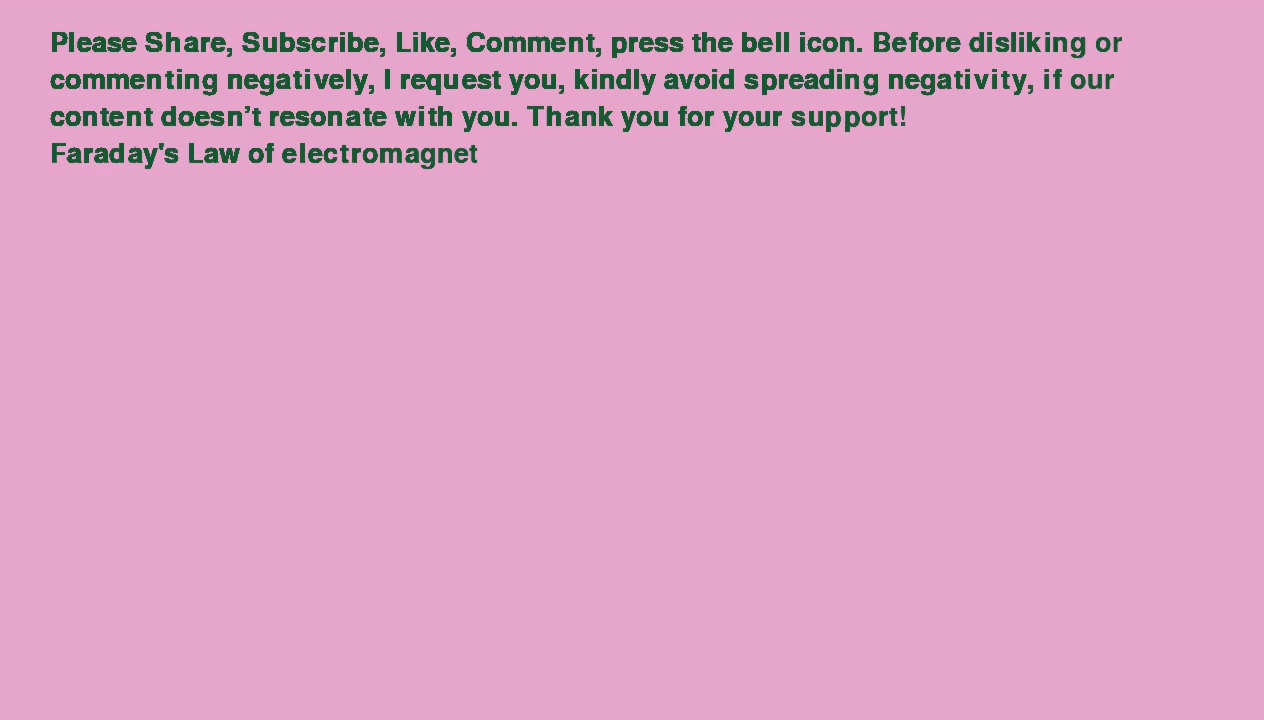 Please Share, Subscribe, Like, Comment, press the bell icon. Before disliking or
commenting negatively, I request you, kindly avoid spreading negativity, if our
content doesn’t resonate with you. Thank you for your support!
Faraday's Law of electromagnet